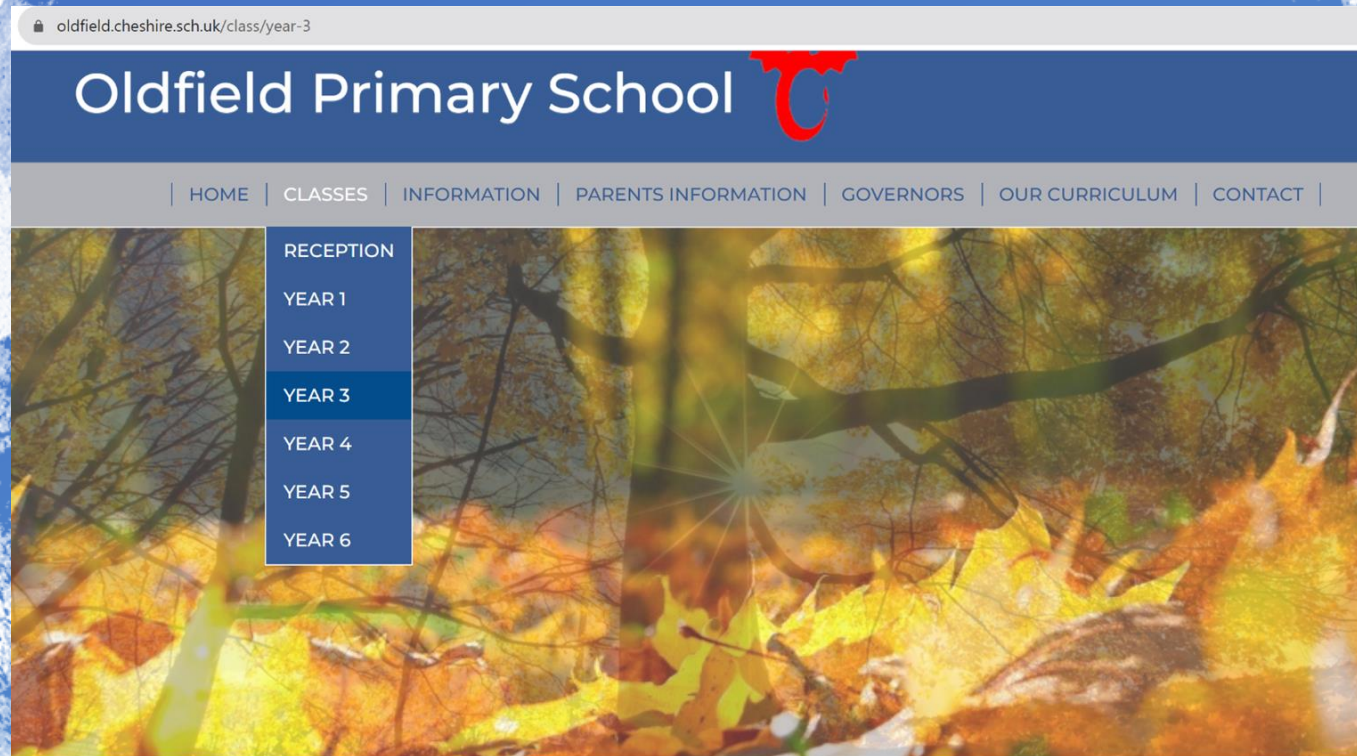 oldfield.cheshire.sch.uk/class/year-3
Oldfield Primary School
HOME | CLASSES | INFORMATION | PARENTS INFORMATION | GOVERNORS | OUR CURRICULUM | CONTACT
RECEPTION
YEAR 1
YEAR 2
YEAR 3
YEAR 4
YEAR 5
YEAR 6